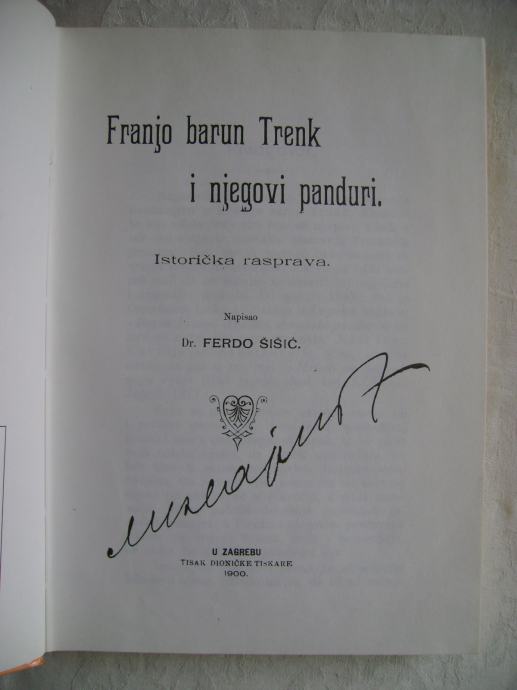 Franjo barun Trenk
i njegovi panduri.
Istorička rasprava.
Napisao
Dr. FERDO ŠIŠIĆ.
U ZAGREBU
TISAK DIONIČKE TISKARE
1900.